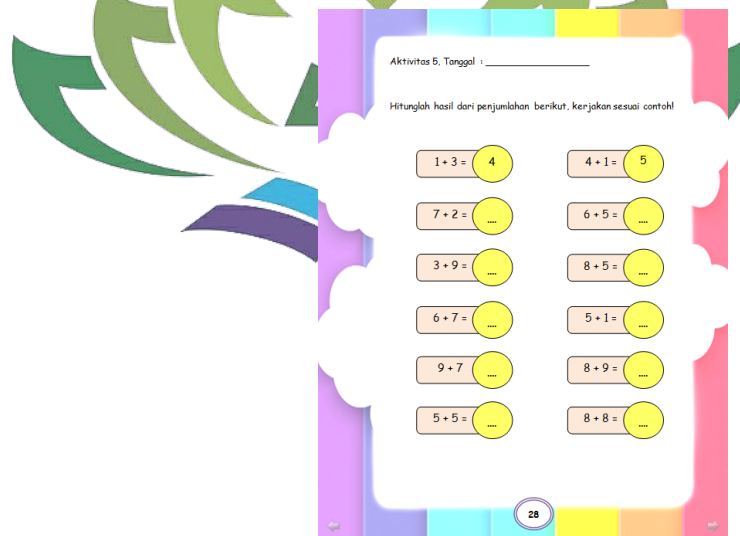 Aktivitas 5, Tanggal : ____________________
Hitunglah hasil dari penjumlahan berikut, kerjakan sesuai contoh!
1 + 3 = 4
4 + 1 = 5
7 + 2 = ....
6 + 5 = ....
3 + 9 = ....
8 + 5 = ....
6 + 7 = ....
5 + 1 = ....
9 + 7 ....
8 + 9 = ....
5 + 5 = ....
8 + 8 = ....
28